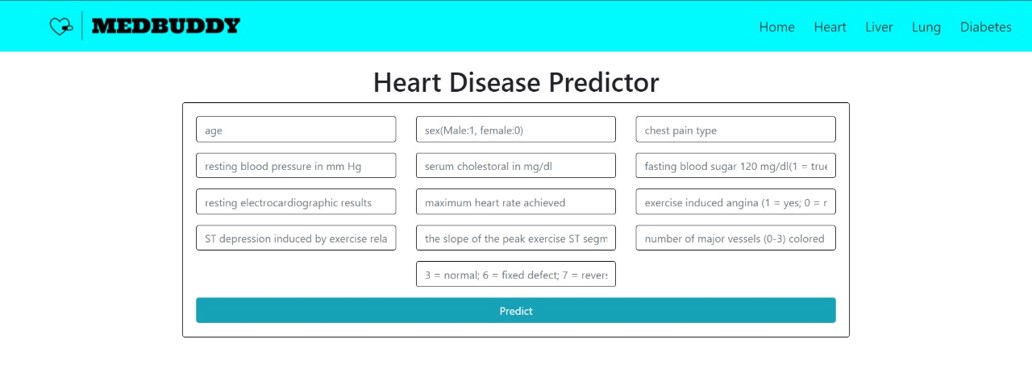 MEDBUDDY
Home Heart Liver Lung Diabetes
Heart Disease Predictor
age sex(Male:1, female:0) chest pain type
resting blood pressure in mm Hg serum cholestoral in mg/dl fasting blood sugar 120 mg/dl(1 = true
resting electrocardiographic results maximum heart rate achieved exercise induced angina (1 = yes; 0 =
ST depression induced by exercise rela the slope of the peak exercise ST segm number of major vessels (0-3) colored
3 = normal; 6 = fixed defect; 7 = revers
Predict